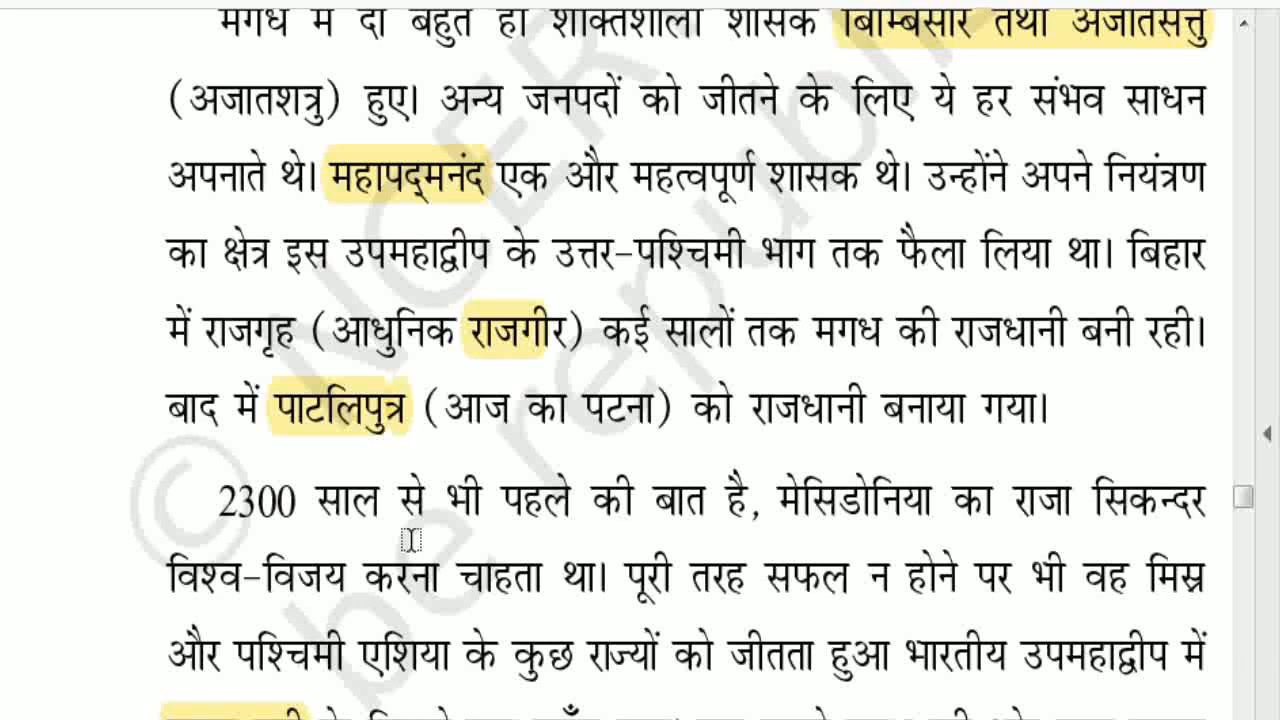 मगध में दो बहुत ही शक्तिशाली शासक बिम्बिसार तथा अजातसत्तु
(अजातशत्रु) हुए। अन्य जनपदों को जीतने के लिए ये हर संभव साधन
अपनाते थे। महापद्मनंद एक और महत्वपूर्ण शासक थे। उन्होंने अपने नियंत्रण
का क्षेत्र इस उपमहाद्वीप के उत्तर-पश्चिमी भाग तक फैला लिया था। बिहार
में राजगृह (आधुनिक राजगीर) कई सालों तक मगध की राजधानी बनी रही।
बाद में पाटलिपुत्र (आज का पटना) को राजधानी बनाया गया।
2300 साल से भी पहले की बात है, मेसिडोनिया का राजा सिकन्दर
विश्व-विजय करना चाहता था। पूरी तरह सफल न होने पर भी वह मिस्र
और पश्चिमी एशिया के कुछ राज्यों को जीतता हुआ भारतीय उपमहाद्वीप में
© NCER
be republi